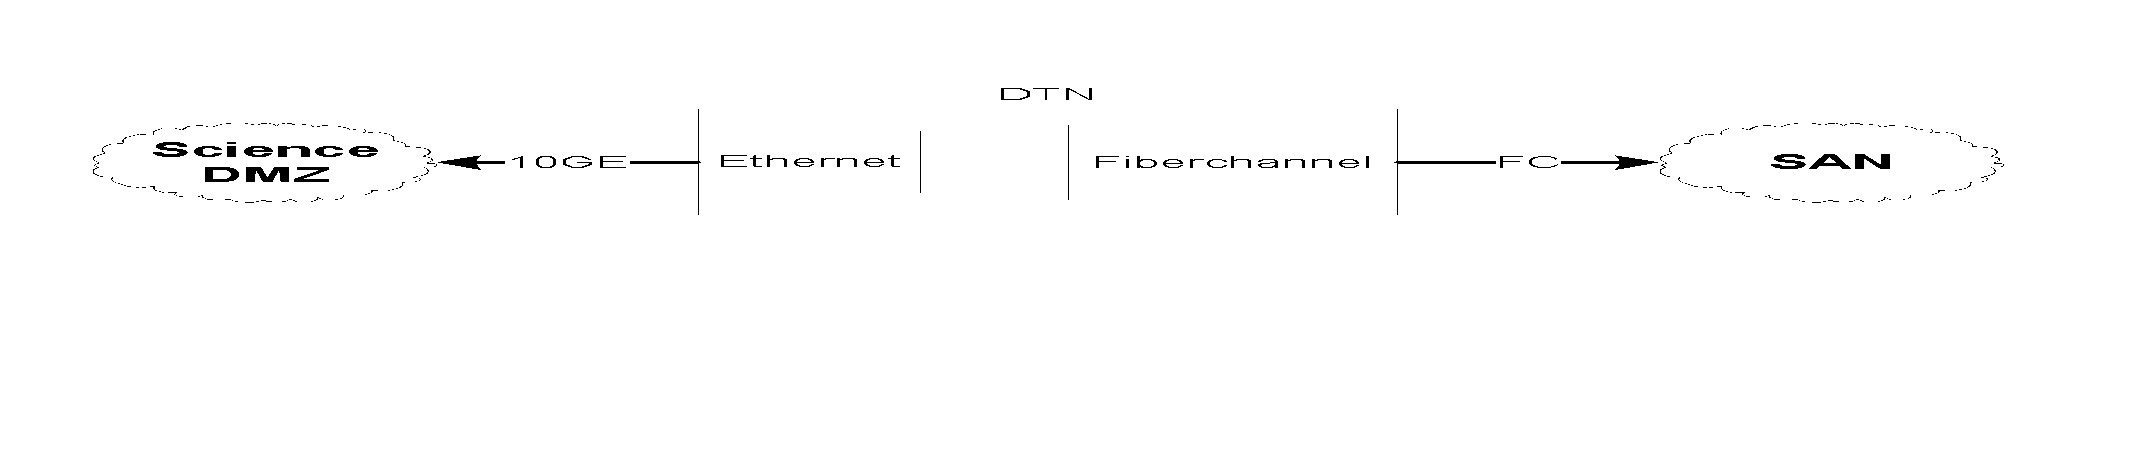 DTN
Science
DMZ
10GE
Ethernet
Fiberchannel
FC
SAN